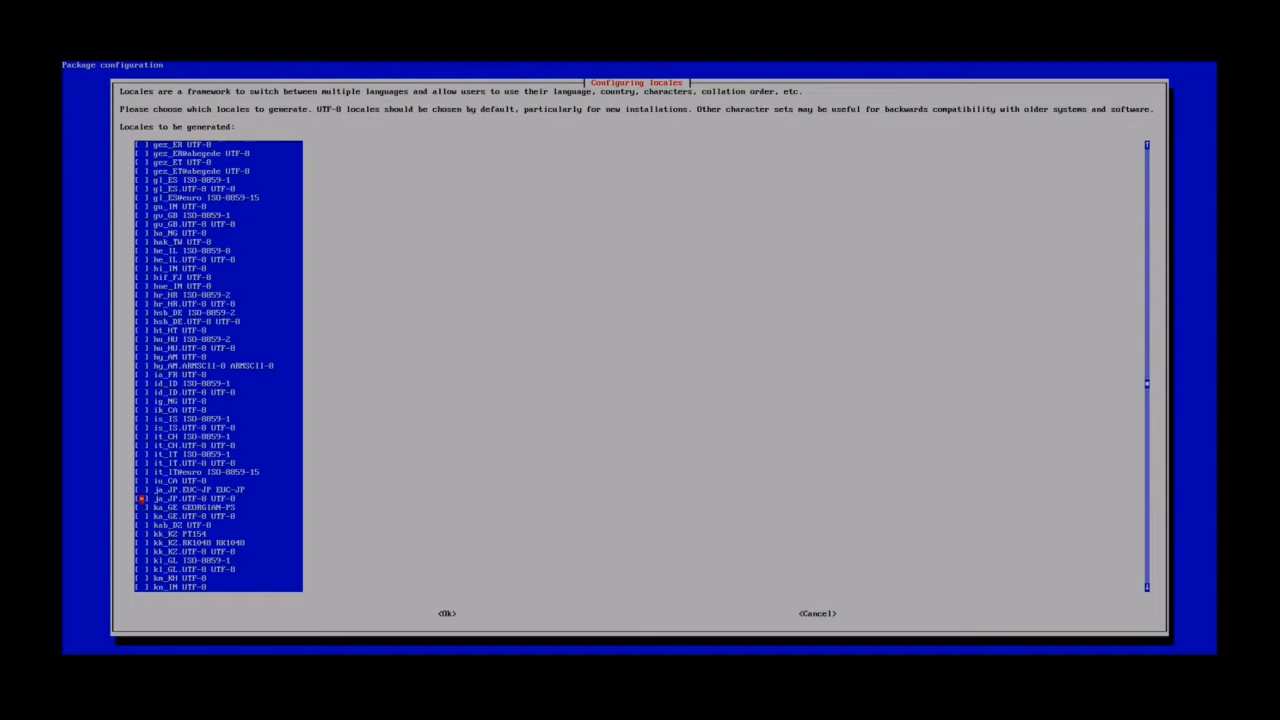 Package configuration
Configuring locales
Locales are a framework to switch between multiple languages and allow users to use their language, country, characters, collation order, etc.
Please choose which locales to generate. UTF-8 locales should be chosen by default, particularly for new installations. Other character sets may be useful for backwards compatibility with older systems and software.
Locales to be generated:
[ ] gez_ER UTF-8
[ ] gez_ER@abegede UTF-8
[ ] gez_ET UTF-8
[ ] gez_ET@abegede UTF-8
[ ] gl_ES ISO-8859-1
[ ] gl_ES.UTF-8 UTF-8
[ ] gl_ES@euro ISO-8859-15
[ ] gu_IN UTF-8
[ ] gv_GB ISO-8859-1
[ ] gv_GB.UTF-8 UTF-8
[ ] ha_NG UTF-8
[ ] hak_TW UTF-8
[ ] he_IL ISO-8859-8
[ ] he_IL.UTF-8 UTF-8
[ ] hi_IN UTF-8
[ ] hif_FJ UTF-8
[ ] hne_IN UTF-8
[ ] hr_HR ISO-8859-2
[ ] hr_HR.UTF-8 UTF-8
[ ] hsb_DE ISO-8859-2
[ ] hsb_DE.UTF-8 UTF-8
[ ] ht_HT UTF-8
[ ] hu_HU ISO-8859-2
[ ] hu_HU.UTF-8 UTF-8
[ ] hy_AM UTF-8
[ ] hy_AM.ARMSCII-8 ARMSCII-8
[ ] ia_FR UTF-8
[ ] id_ID ISO-8859-1
[ ] id_ID.UTF-8 UTF-8
[ ] ig_NG UTF-8
[ ] ik_CA UTF-8
[ ] is_IS ISO-8859-1
[ ] is_IS.UTF-8 UTF-8
[ ] it_CH ISO-8859-1
[ ] it_CH.UTF-8 UTF-8
[ ] it_IT ISO-8859-1
[ ] it_IT.UTF-8 UTF-8
[ ] it_IT@euro ISO-8859-15
[ ] iu_CA UTF-8
[ ] ja_JP.EUC-JP EUC-JP
[*] ja_JP.UTF-8 UTF-8
[ ] ka_GE GEORGIAN-PS
[ ] ka_GE.UTF-8 UTF-8
[ ] kab_DZ UTF-8
[ ] kk_KZ PT154
[ ] kk_KZ.RK1048 RK1048
[ ] kk_KZ.UTF-8 UTF-8
[ ] kl_GL ISO-8859-1
[ ] kl_GL.UTF-8 UTF-8
[ ] km_KH UTF-8
[ ] kn_IN UTF-8
<Ok> <Cancel>